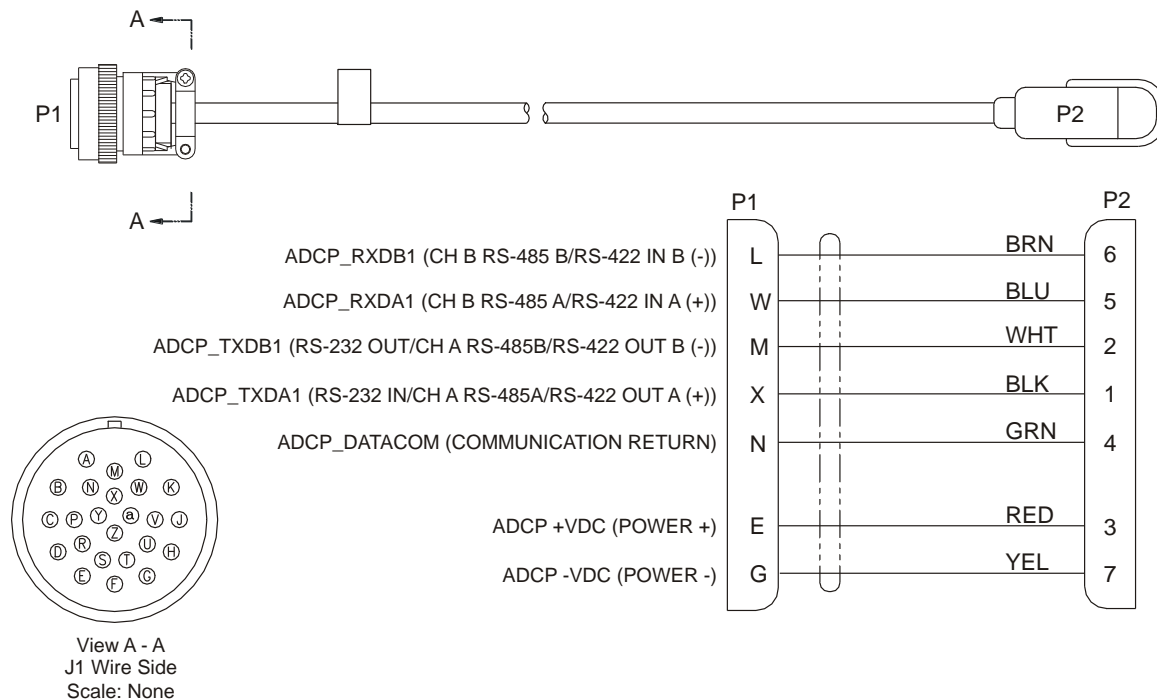 A
P1
P2
A
P1 P2
ADCP_RXDB1 (CH B RS-485 B/RS-422 IN B (-)) L BRN 6
ADCP_RXDA1 (CH B RS-485 A/RS-422 IN A (+)) W BLU 5
ADCP_TXDB1 (RS-232 OUT/CH A RS-485B/RS-422 OUT B (-)) M WHT 2
ADCP_TXDA1 (RS-232 IN/CH A RS-485A/RS-422 OUT A (+)) X BLK 1
ADCP_DATACOM (COMMUNICATION RETURN) N GRN 4
ADCP +VDC (POWER +) E RED 3
ADCP -VDC (POWER -) G YEL 7
A L
M
B N W K
X
C P Y a V J
Z
D R U H
S T
E F G
View A - A
J1 Wire Side
Scale: None